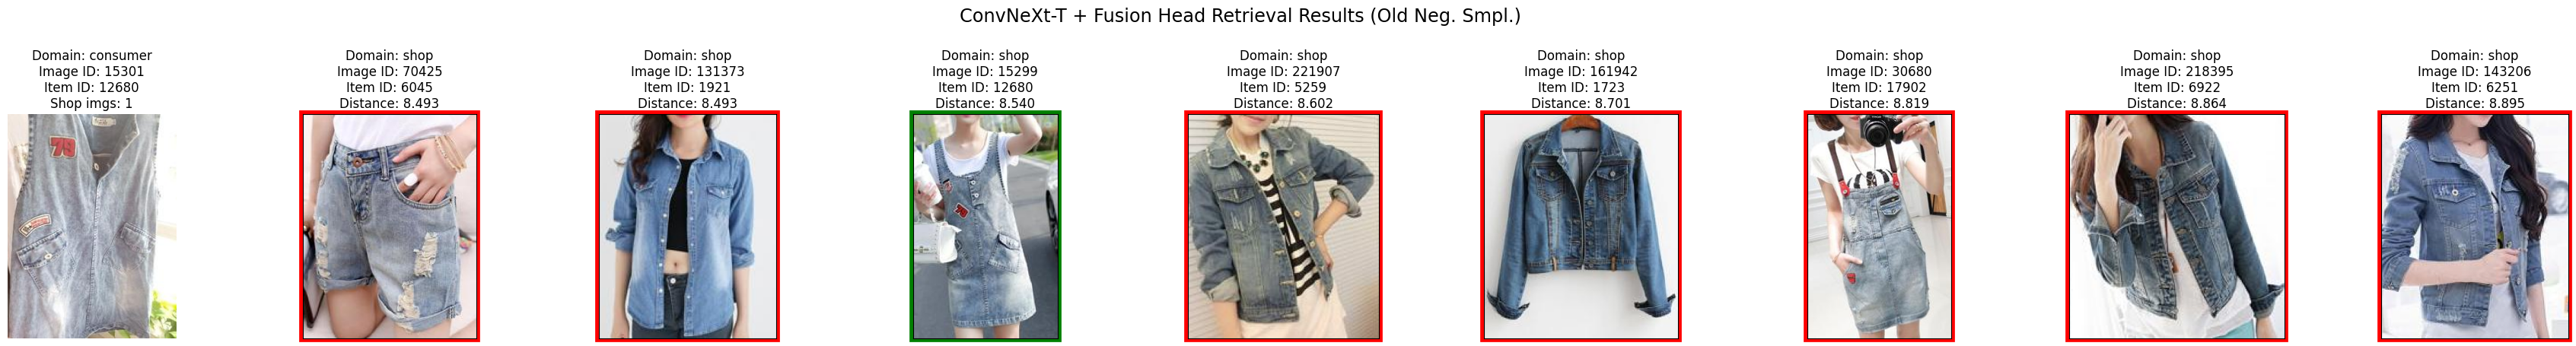 ConvNeXt-T + Fusion Head Retrieval Results (Old Neg. Smpl.)
Domain: consumer
Image ID: 15301
Item ID: 12680
Shop imgs: 1
Domain: shop
Image ID: 70425
Item ID: 6045
Distance: 8.493
Domain: shop
Image ID: 131373
Item ID: 1921
Distance: 8.493
Domain: shop
Image ID: 15299
Item ID: 12680
Distance: 8.540
Domain: shop
Image ID: 221907
Item ID: 5259
Distance: 8.602
Domain: shop
Image ID: 161942
Item ID: 1723
Distance: 8.701
Domain: shop
Image ID: 30680
Item ID: 17902
Distance: 8.819
Domain: shop
Image ID: 218395
Item ID: 6922
Distance: 8.864
Domain: shop
Image ID: 143206
Item ID: 6251
Distance: 8.895
79
79